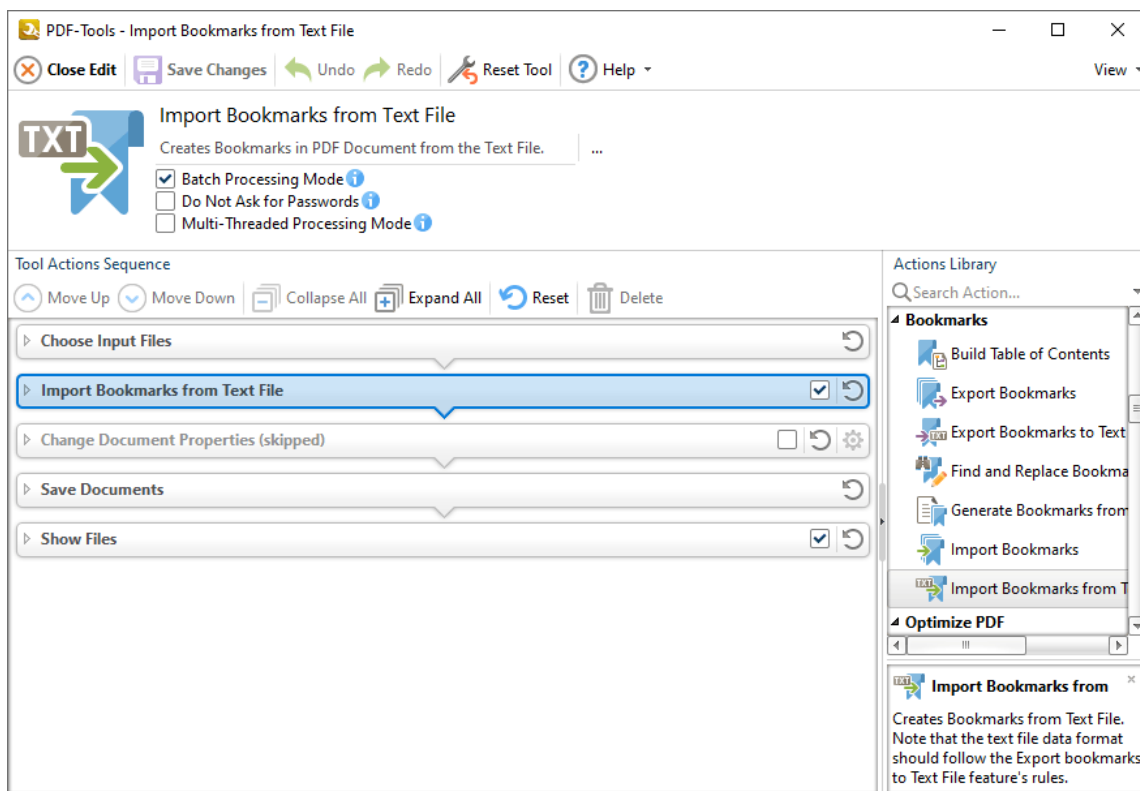 PDF-Tools - Import Bookmarks from Text File
Close Edit Save Changes Undo Redo Reset Tool ? Help View
TXT
Import Bookmarks from Text File
Creates Bookmarks in PDF Document from the Text File. ...
Batch Processing Mode i
Do Not Ask for Passwords i
Multi-Threaded Processing Mode i
Tool Actions Sequence
Move Up Move Down Collapse All Expand All Reset Delete
Choose Input Files
Import Bookmarks from Text File
Change Document Properties (skipped)
Save Documents
Show Files
Actions Library
Search Action...
Bookmarks
Build Table of Contents
Export Bookmarks
TXT Export Bookmarks to Text
Find and Replace Bookma
Generate Bookmarks from
Import Bookmarks
TXT Import Bookmarks from T
Optimize PDF
TXT Import Bookmarks from
Creates Bookmarks from Text File.
Note that the text file data format
should follow the Export bookmarks
to Text File feature's rules.